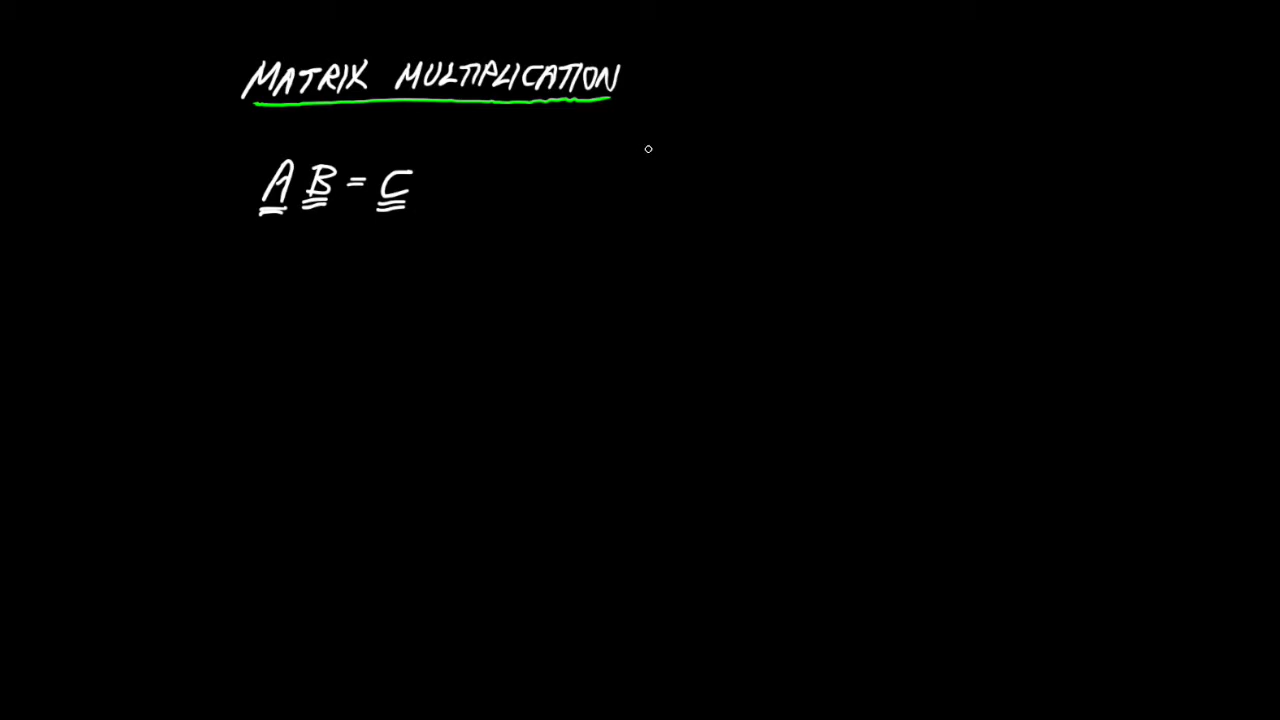 MATRIX MULTIPLICATION
A B = C